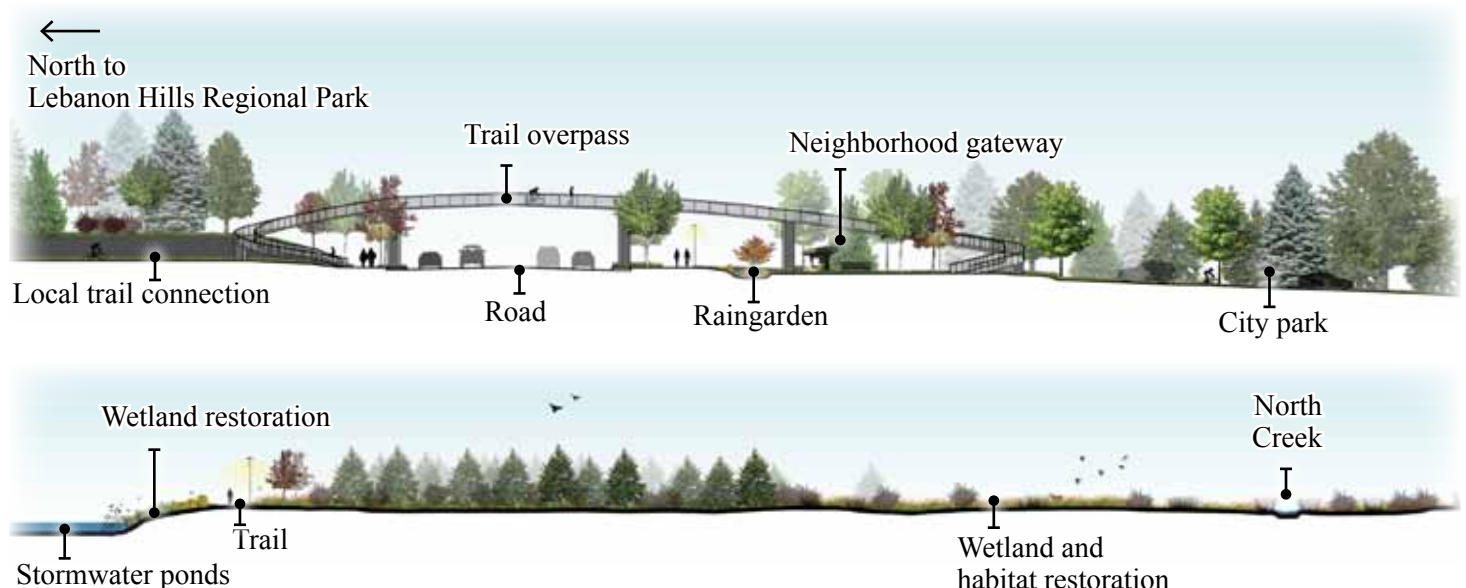 North to
Lebanon Hills Regional Park
Trail overpass
Neighborhood gateway
Local trail connection
Road
Raingarden
City park
Wetland restoration
North
Creek
Trail
Stormwater ponds
Wetland and
habitat restoration